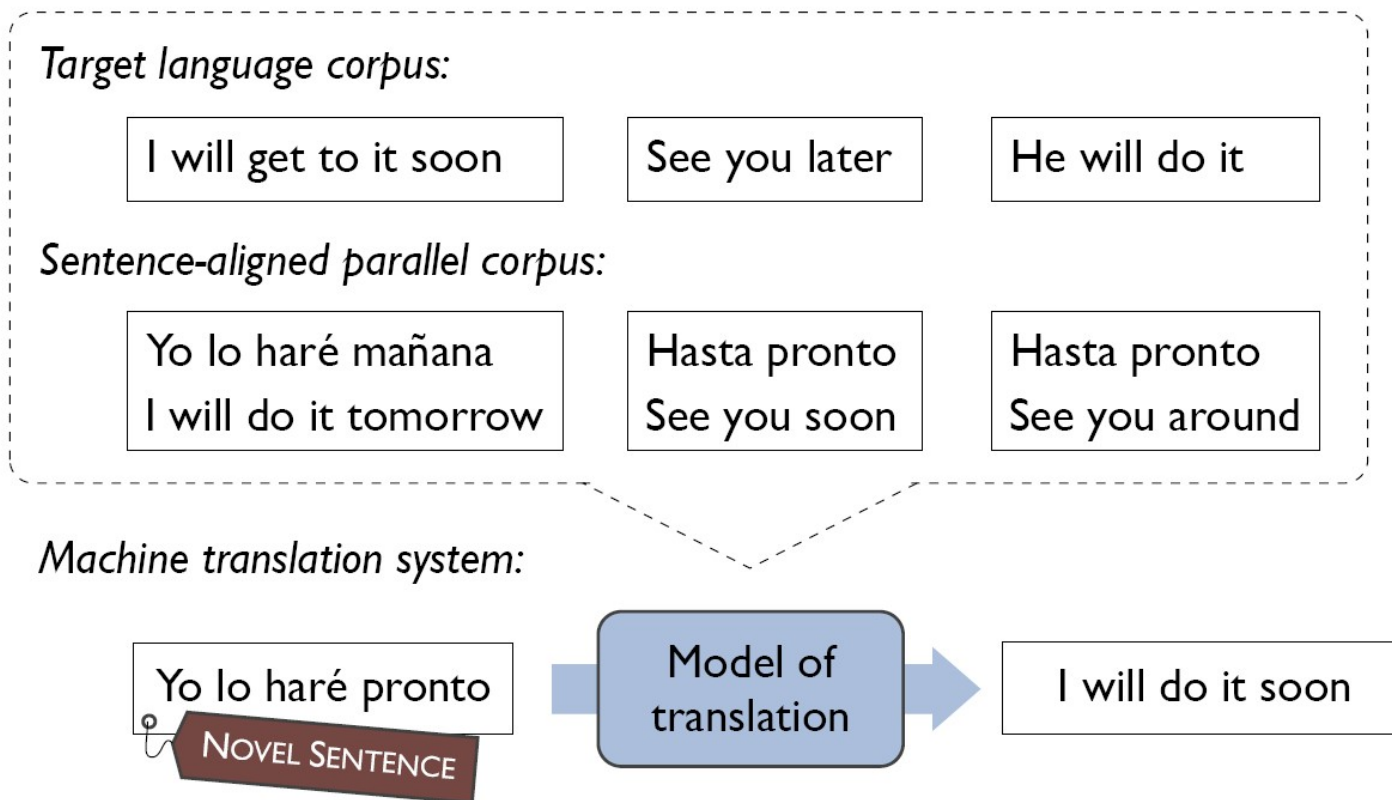 Target language corpus:
I will get to it soon
See you later
He will do it
Sentence-aligned parallel corpus:
Yo lo haré mañana
I will do it tomorrow
Hasta pronto
See you soon
Hasta pronto
See you around
Machine translation system:
Yo lo haré pronto
NOVEL SENTENCE
Model of
translation
I will do it soon